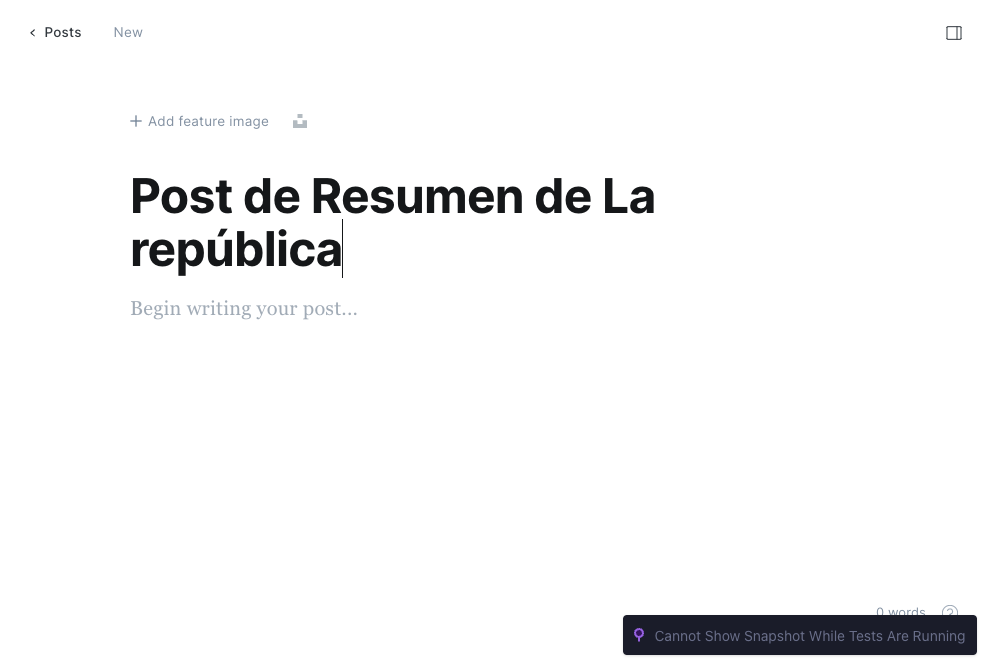 Posts New
Add feature image
Post de Resumen de La
república
Begin writing your post...
0 words ?
Cannot Show Snapshot While Tests Are Running